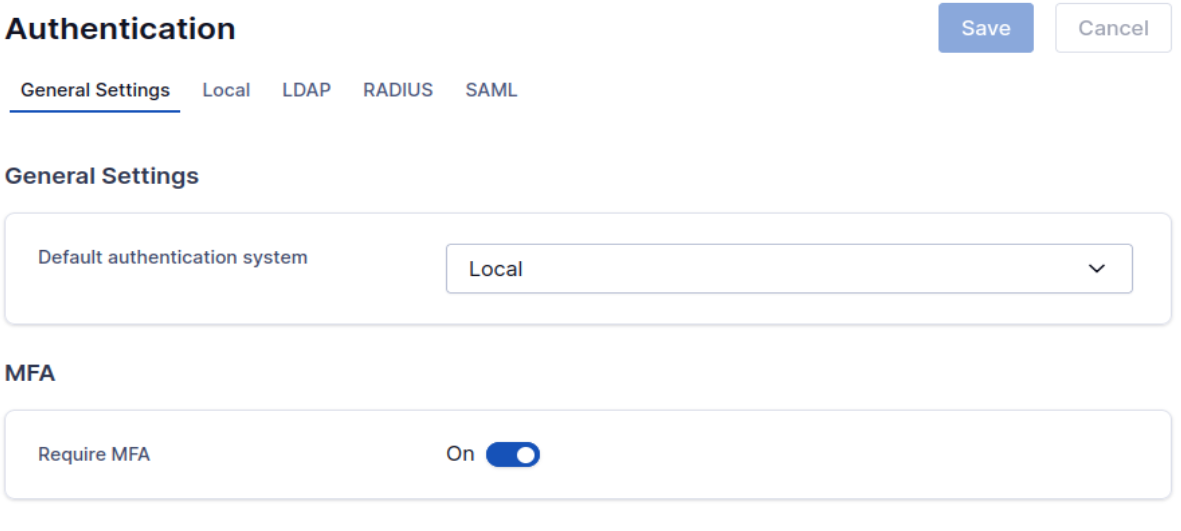 Authentication
Save
Cancel
General Settings
Local
LDAP
RADIUS
SAML
General Settings
Default authentication system
Local
MFA
Require MFA
On